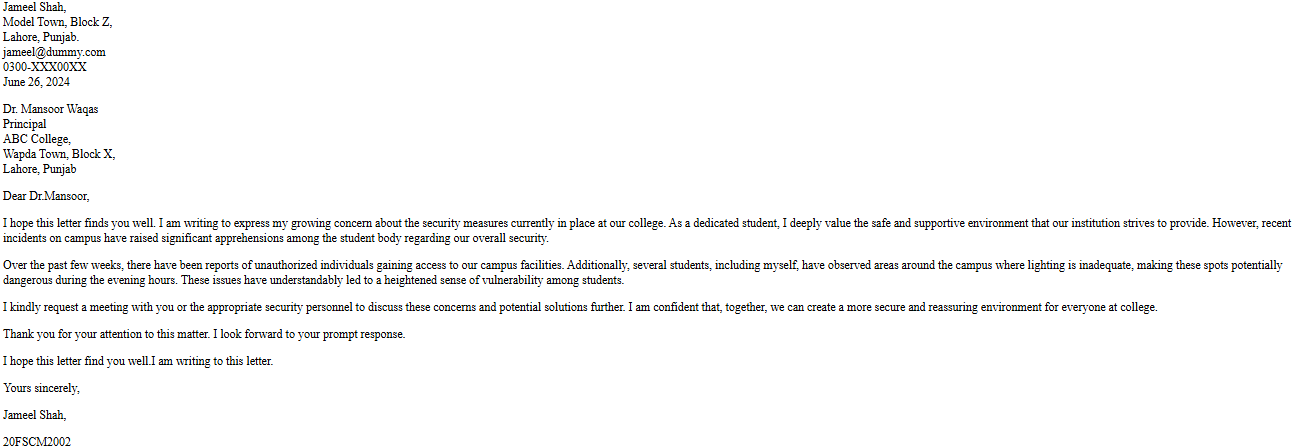 Jameel Shah,
Model Town, Block Z,
Lahore, Punjab.
jameel@dummy.com
0300-XXX00XX
June 26, 2024
Dr. Mansoor Waqas
Principal
ABC College,
Wapda Town, Block X,
Lahore, Punjab
Dear Dr.Mansoor,
I hope this letter finds you well. I am writing to express my growing concern about the security measures currently in place at our college. As a dedicated student, I deeply value the safe and supportive environment that our institution strives to provide. However, recent
incidents on campus have raised significant apprehensions among the student body regarding our overall security.
Over the past few weeks, there have been reports of unauthorized individuals gaining access to our campus facilities. Additionally, several students, including myself, have observed areas around the campus where lighting is inadequate, making these spots potentially
dangerous during the evening hours. These issues have understandably led to a heightened sense of vulnerability among students.
I kindly request a meeting with you or the appropriate security personnel to discuss these concerns and potential solutions further. I am confident that, together, we can create a more secure and reassuring environment for everyone at college.
Thank you for your attention to this matter. I look forward to your prompt response.
I hope this letter find you well.I am writing to this letter.
Yours sincerely,
Jameel Shah,
20FSCM2002